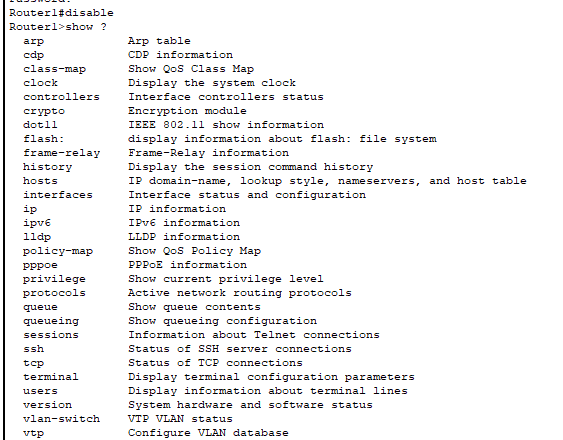 Password:
Router1#disable
Router1>show ?
arp Arp table
cdp CDP information
class-map Show QoS Class Map
clock Display the system clock
controllers Interface controllers status
crypto Encryption module
dot11 IEEE 802.11 show information
flash: display information about flash: file system
frame-relay Frame-Relay information
history Display the session command history
hosts IP domain-name, lookup style, nameservers, and host table
interfaces Interface status and configuration
ip IP information
ipv6 IPv6 information
lldp LLDP information
policy-map Show QoS Policy Map
pppoe PPPoE information
privilege Show current privilege level
protocols Active network routing protocols
queue Show queue contents
queueing Show queueing configuration
sessions Information about Telnet connections
ssh Status of SSH server connections
tcp Status of TCP connections
terminal Display terminal configuration parameters
users Display information about terminal lines
version System hardware and software status
vlan-switch VTP VLAN status
vtp Configure VLAN database